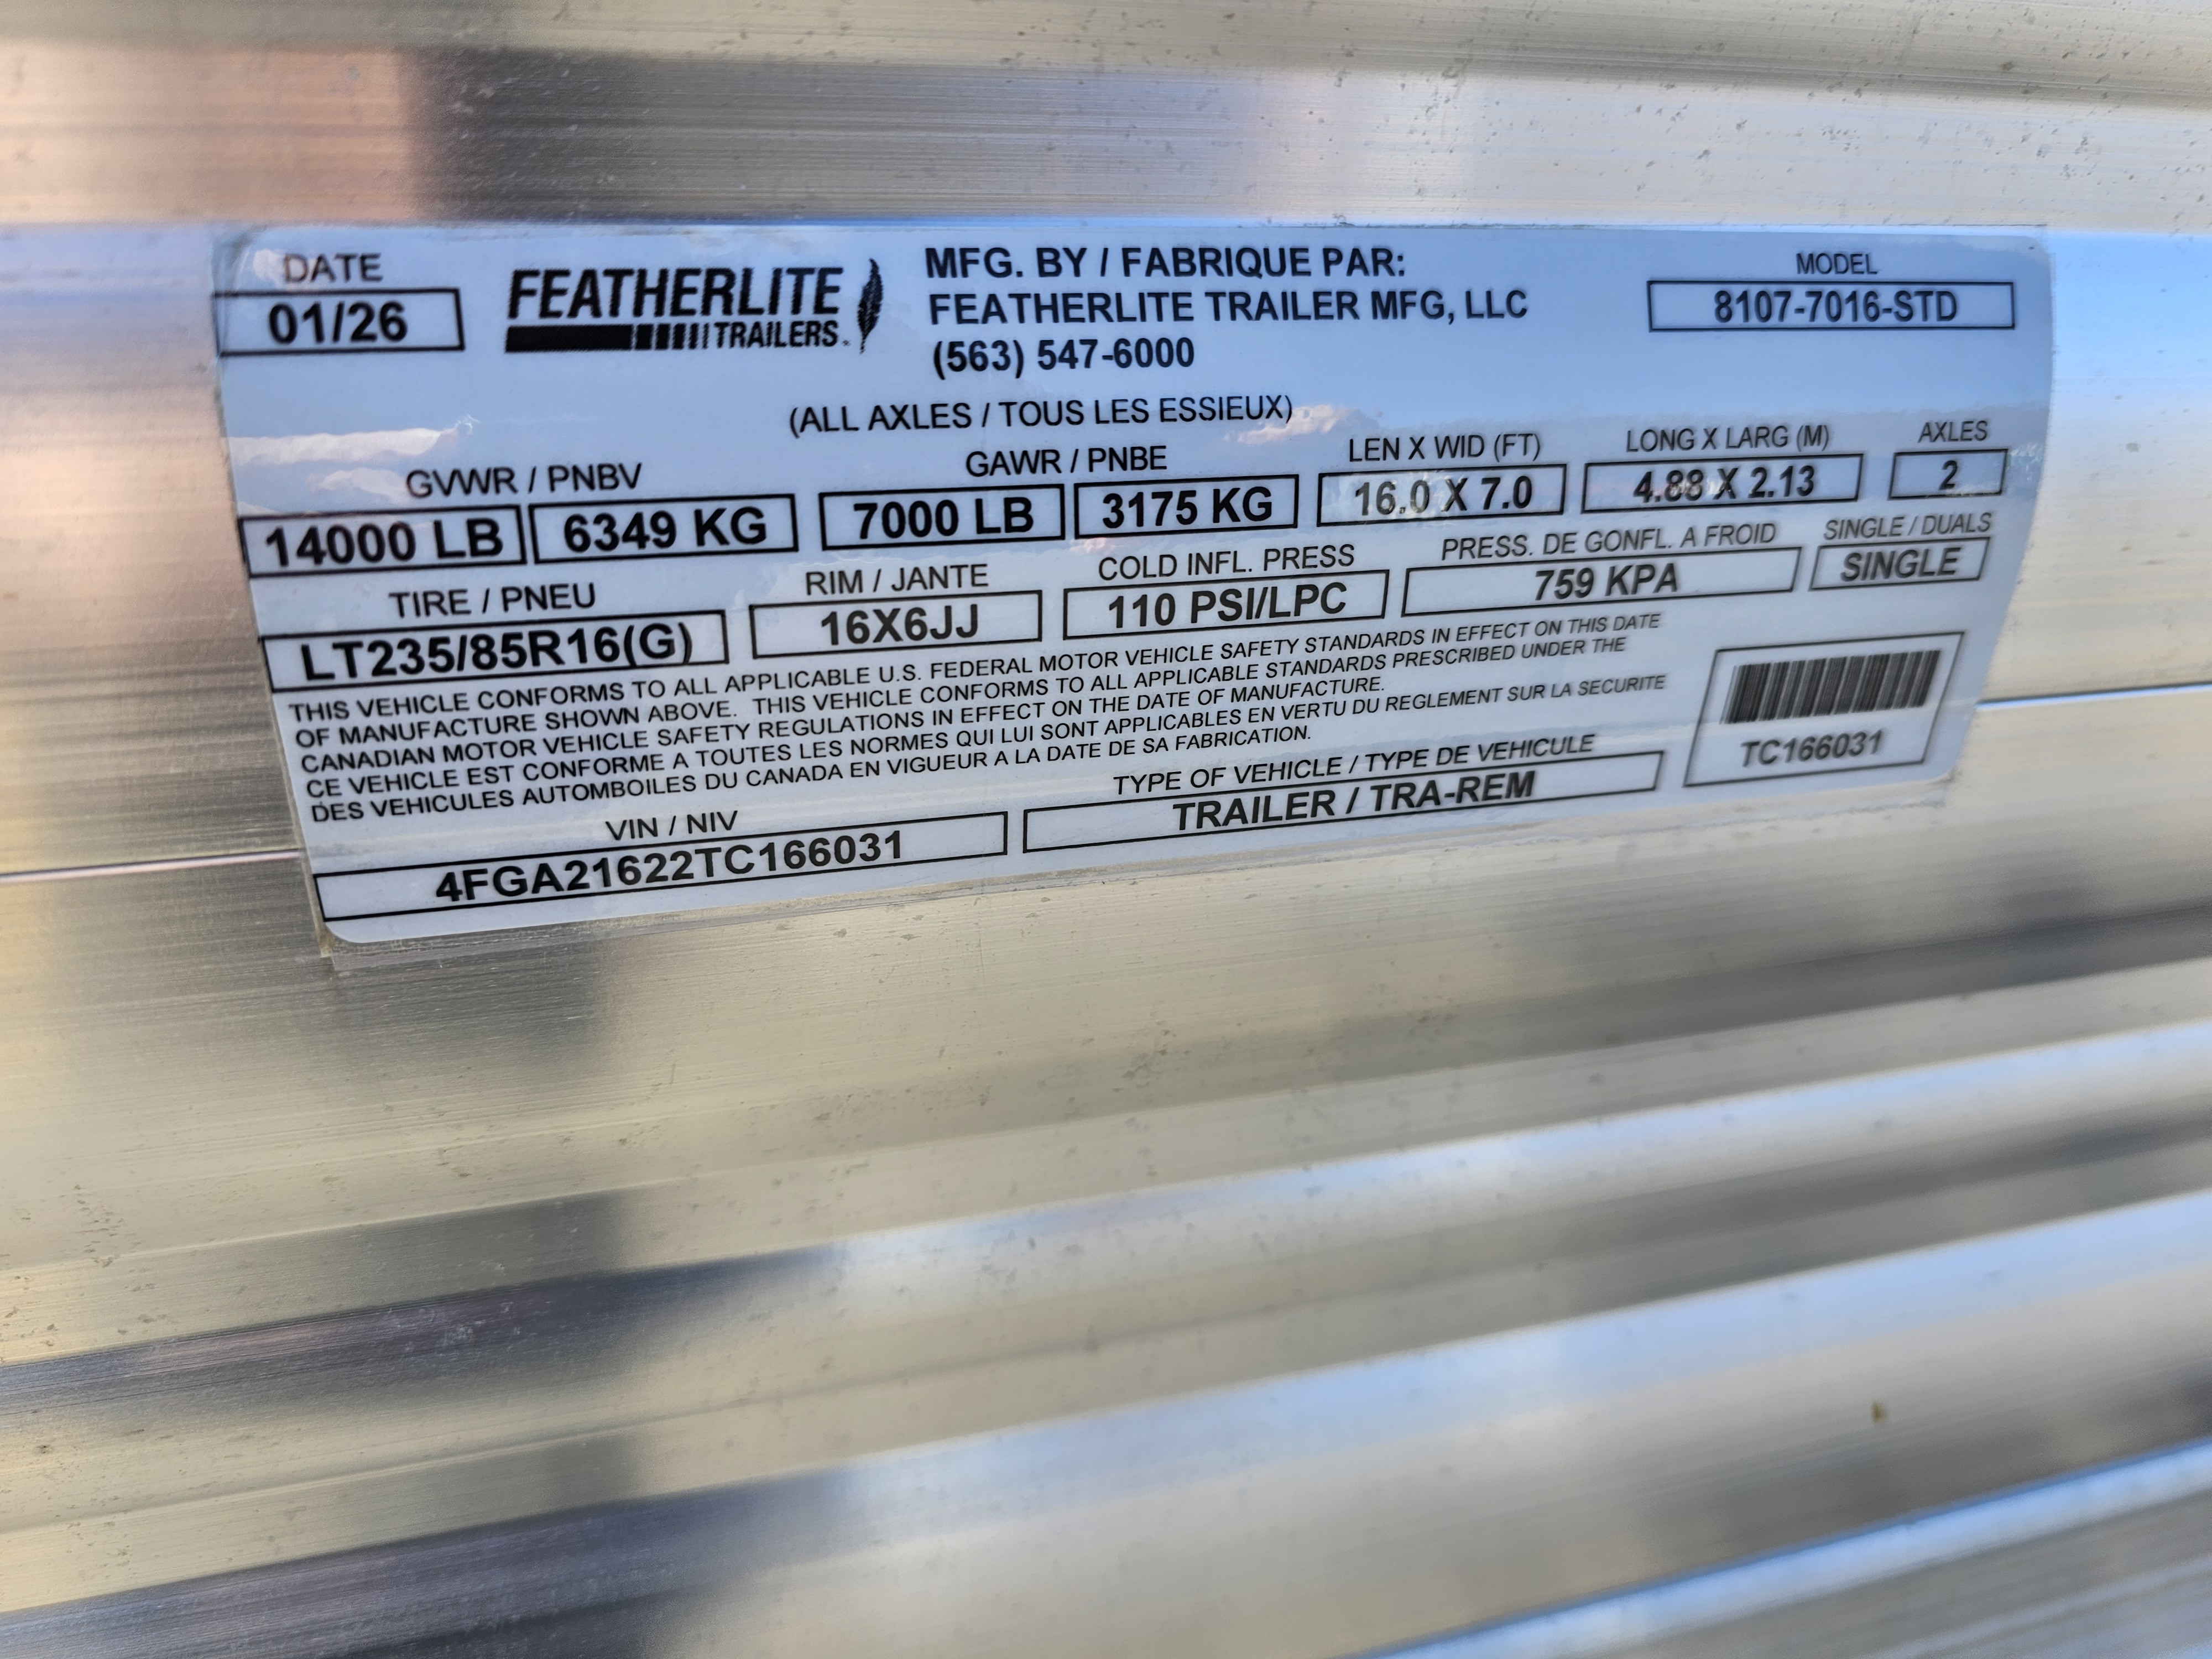 DATE
01/26
FEATHERLITE
TRAILERS.
MFG. BY / FABRIQUE PAR:
FEATHERLITE TRAILER MFG, LLC
(563) 547-6000
MODEL
8107-7016-STD
(ALL AXLES / TOUS LES ESSIEUX)
GVWR / PNBV
14000 LB 6349 KG
GAWR / PNBE
7000 LB 3175 KG
LEN X WID (FT)
16.0 X 7.0
LONG X LARG (M)
4.88 X 2.13
AXLES
2
TIRE / PNEU
LT235/85R16(G)
RIM / JANTE
16X6JJ
COLD INFL. PRESS
110 PSI/LPC
PRESS. DE GONFL. A FROID
759 KPA
SINGLE / DUALS
SINGLE
THIS VEHICLE CONFORMS TO ALL APPLICABLE U.S. FEDERAL MOTOR VEHICLE SAFETY STANDARDS IN EFFECT ON THIS DATE
OF MANUFACTURE SHOWN ABOVE. THIS VEHICLE CONFORMS TO ALL APPLICABLE STANDARDS PRESCRIBED UNDER THE
CANADIAN MOTOR VEHICLE SAFETY REGULATIONS IN EFFECT ON THE DATE OF MANUFACTURE.
CE VEHICLE EST CONFORME A TOUTES LES NORMES QUI LUI SONT APPLICABLES EN VERTU DU REGLEMENT SUR LA SECURITE
DES VEHICULES AUTOMBOILES DU CANADA EN VIGUEUR A LA DATE DE SA FABRICATION.
TC166031
VIN / NIV
4FGA21622TC166031
TYPE OF VEHICLE / TYPE DE VEHICULE
TRAILER / TRA-REM